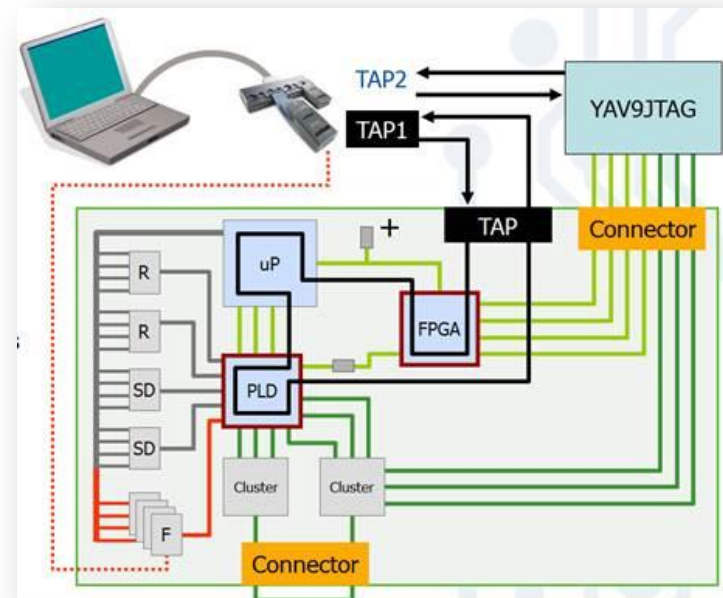 TAP2
YAV9JTAG
TAP1
TAP
Connector
+
uP
R
FPGA
R
PLD
SD
SD
Cluster
Cluster
F
Connector
s